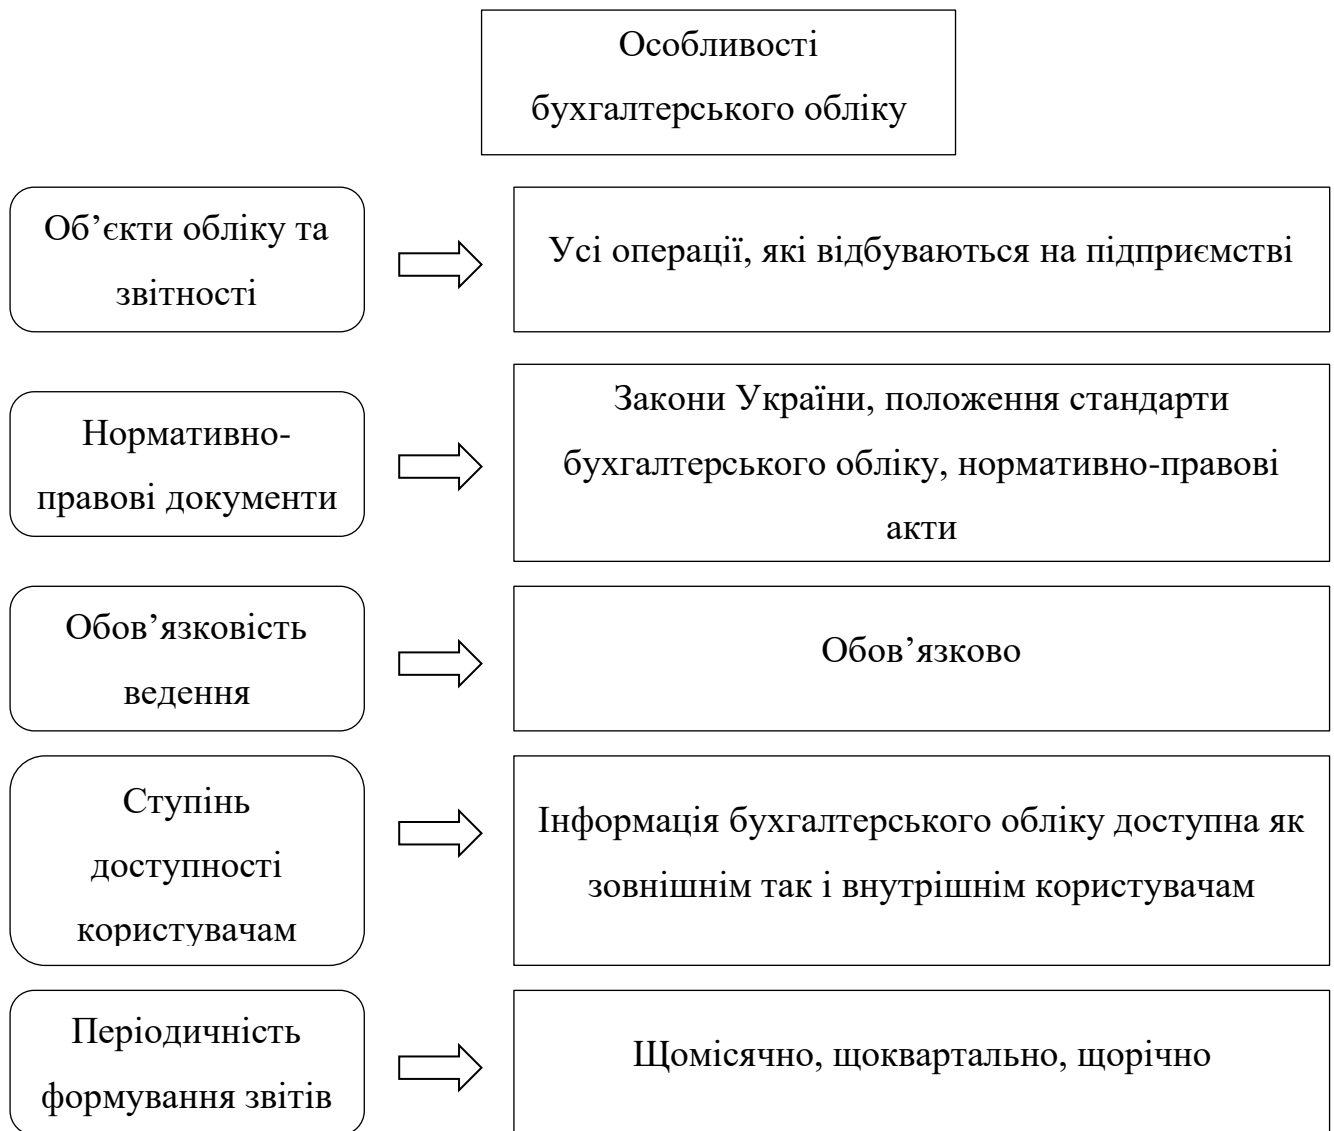 Особливості
бухгалтерського обліку
Об’єкти обліку та
звітності
Усі операції, які відбуваються на підприємстві
Нормативно-
правові документи
Закони України, положення стандарти
бухгалтерського обліку, нормативно-правові
акти
Обов’язковість
ведення
Обов’язково
Ступінь
доступності
користувачам
Інформація бухгалтерського обліку доступна як
зовнішнім так і внутрішнім користувачам
Періодичність
формування звітів
Щомісячно, щоквартально, щорічно